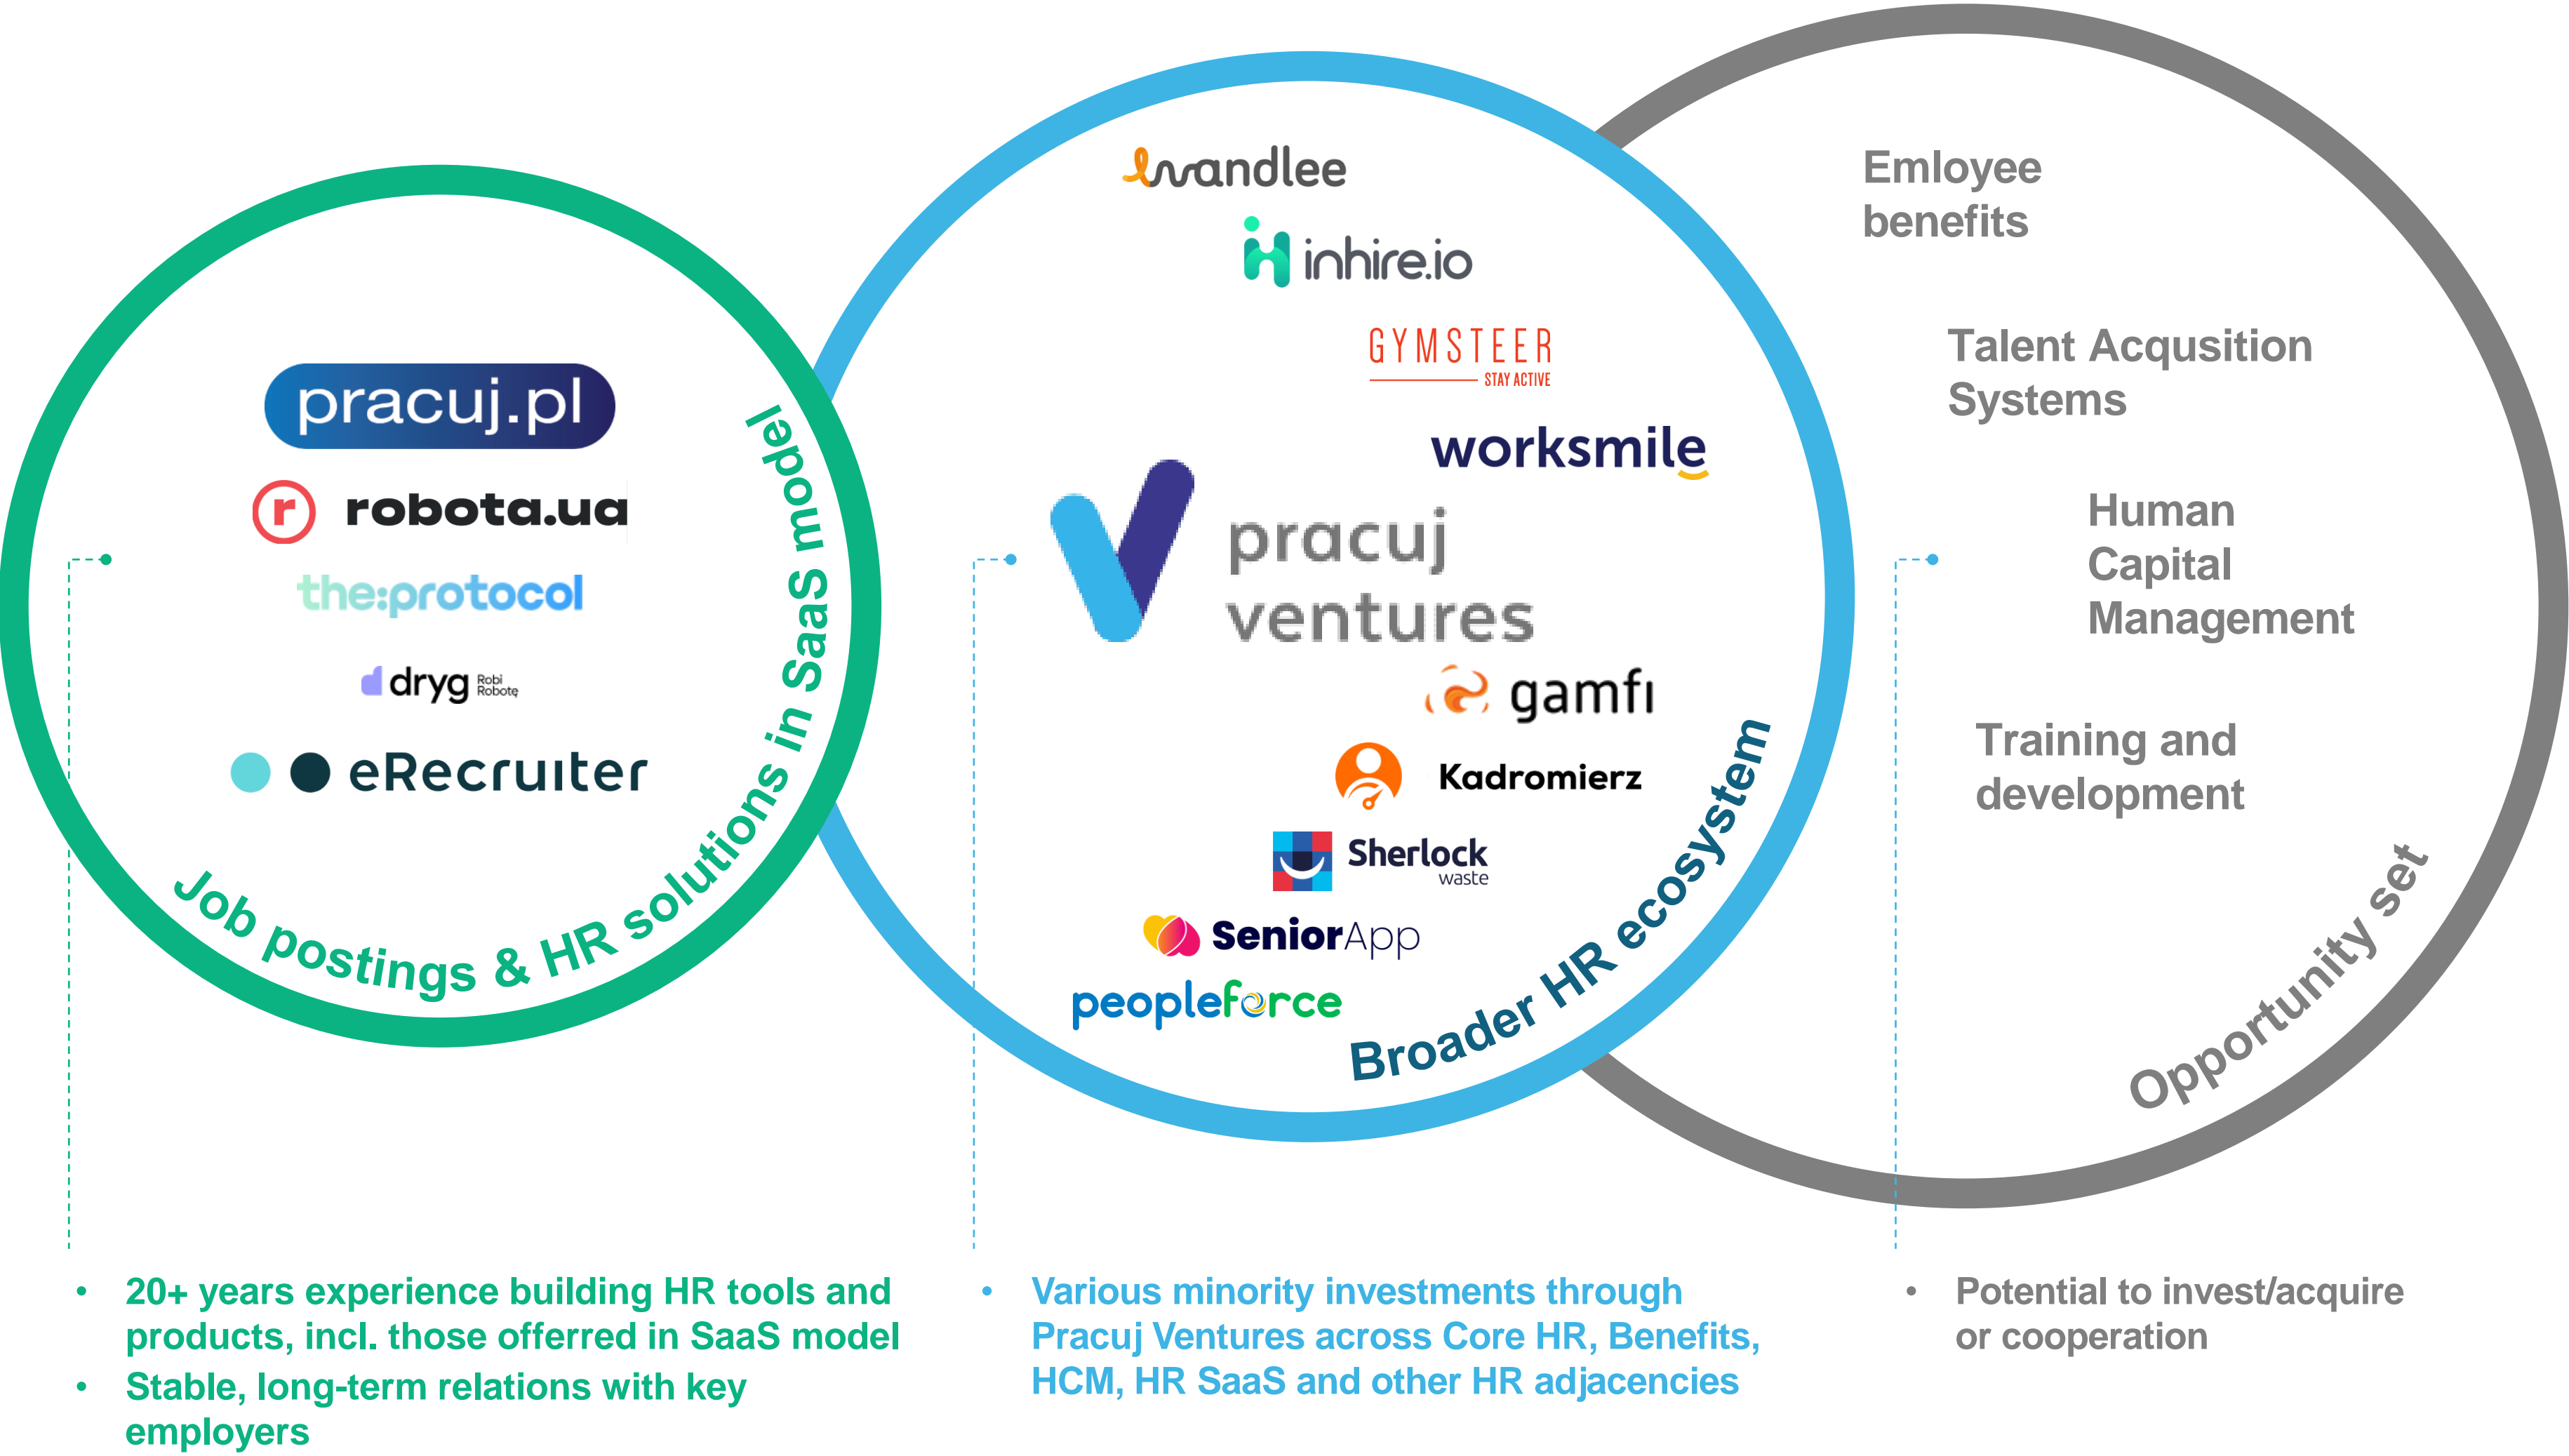 pracuj.pl
r robota.ua
the:protocol
dryg Robi
Robotę
eRecruiter
Job postings & HR solutions in SaaS model
wandlee
inhire.io
GYMSTEER
STAY ACTIVE
worksmile
pracuj
ventures
gamfi
Kadromierz
Sherlock
waste
SeniorApp
peopleforce
Broader HR ecosystem
Emloyee
benefits
Talent Acqusition
Systems
Human
Capital
Management
Training and
development
Opportunity set
• 20+ years experience building HR tools and
products, incl. those offerred in SaaS model
• Stable, long-term relations with key
employers
• Various minority investments through
Pracuj Ventures across Core HR, Benefits,
HCM, HR SaaS and other HR adjacencies
• Potential to invest/acquire
or cooperation